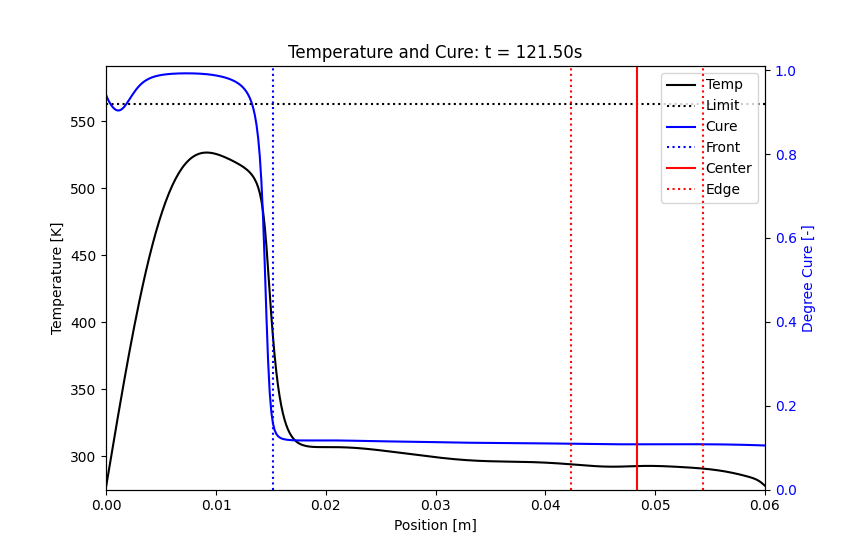 Temperature and Cure: t = 121.50s
Temp
Limit
Cure
Front
Center
Edge
Temperature [K]
550
500
450
400
350
300
Degree Cure [-]
1.0
0.8
0.6
0.4
0.2
0.0
0.00 0.01 0.02 0.03 0.04 0.05 0.06
Position [m]